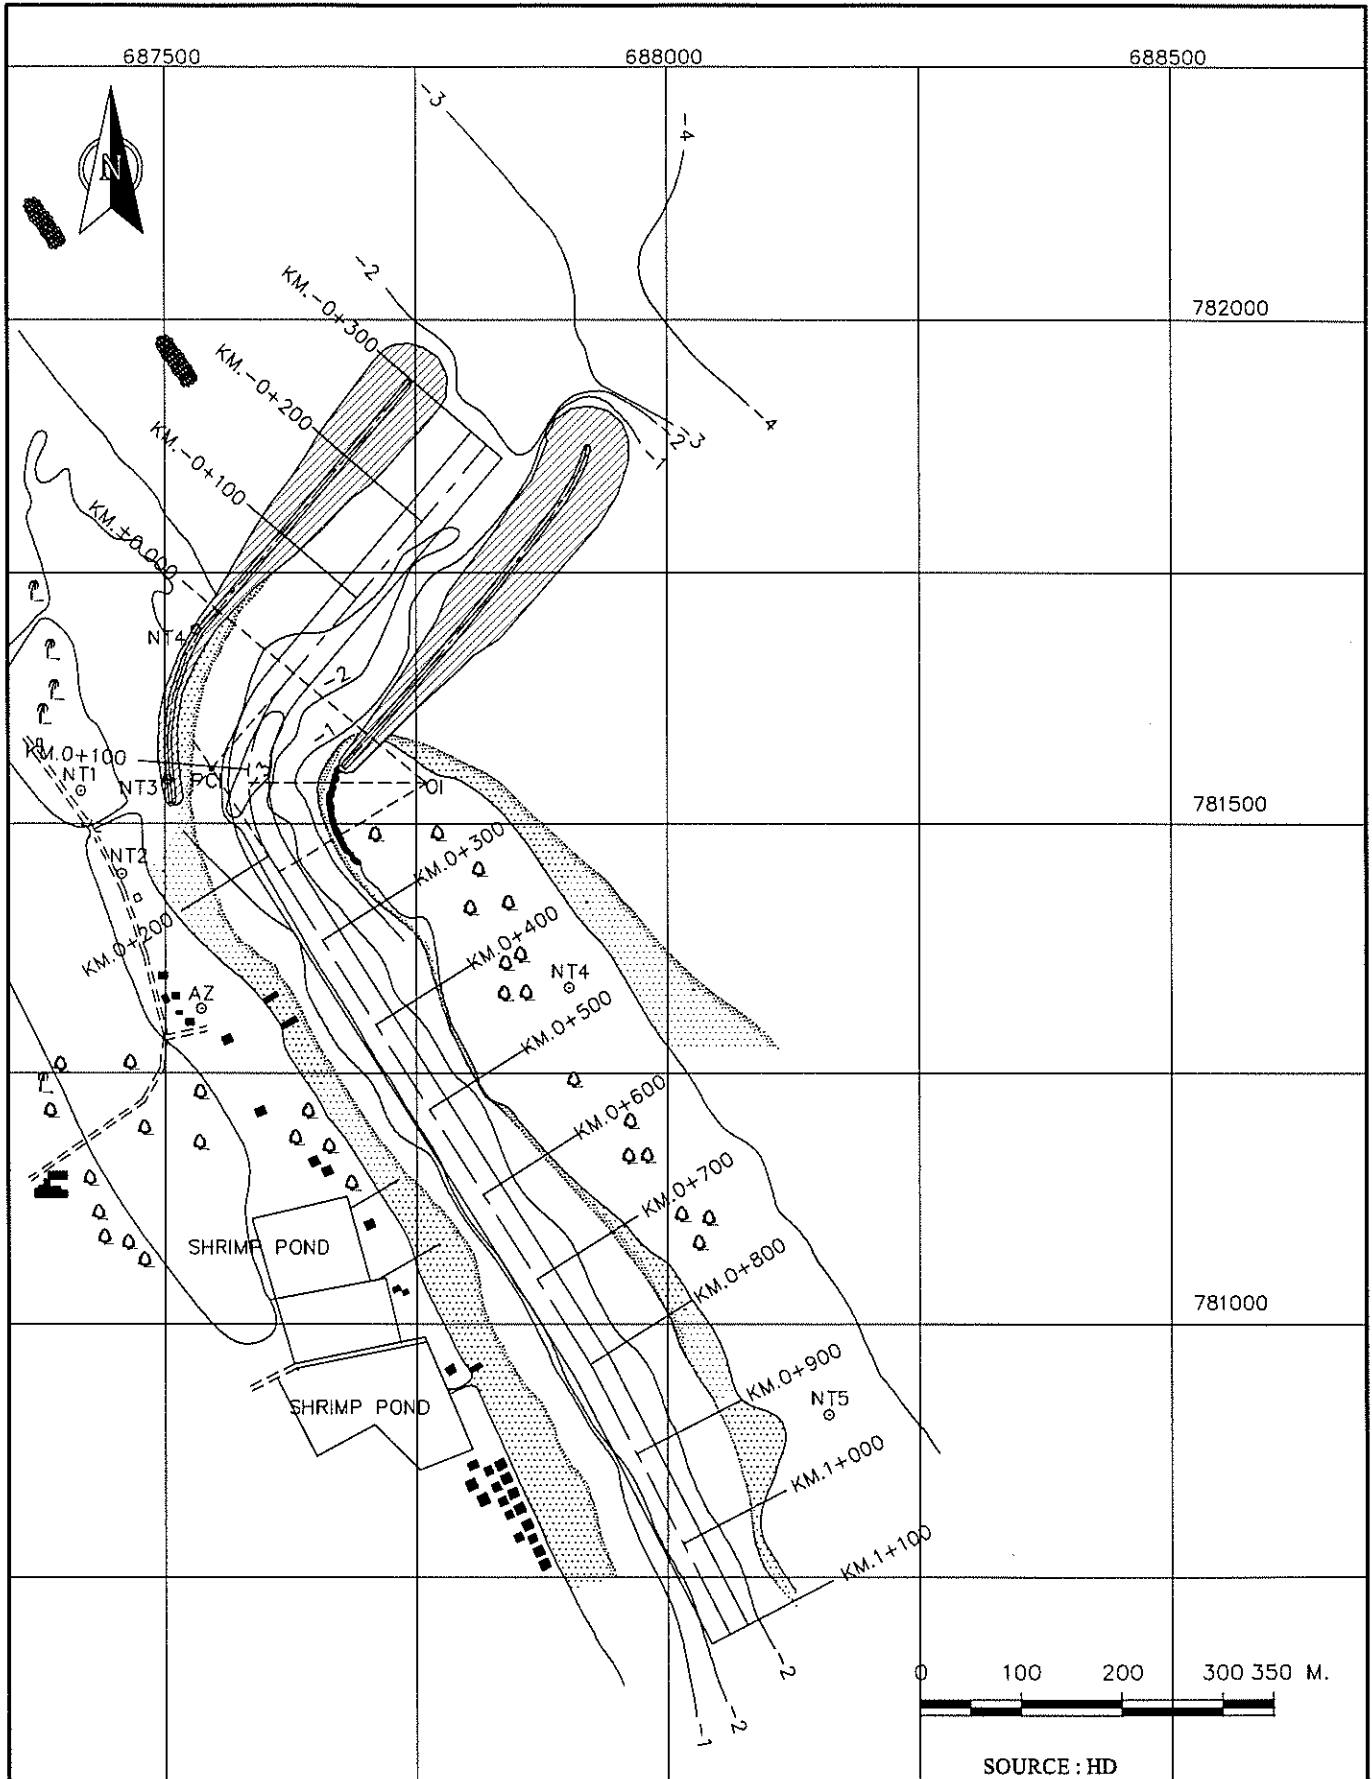 687500 688000 688500
-3
-4
N
-2
KM.-0+300
782000
KM.-0+200
-4
-3
-2
-1
KM.-0+100
KM.±0.000
NT4
-2
-1
KM.0+100
NT1
NT3
PCI
-3
OI
781500
NT2
KM.0+300
KM.0+200
KM.0+400
AZ
NT4
KM.0+500
KM.0+600
KM.0+700
SHRIMP POND
KM.0+800
781000
KM.0+900
NT5
SHRIMP POND
KM.1+000
KM.1+100
-2
-2
-1
0 100 200 300 350 M.
SOURCE : HD